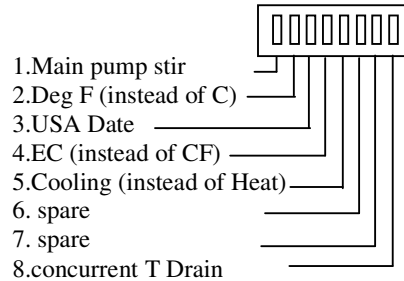 1.Main pump stir
2.Deg F (instead of C)
3.USA Date
4.EC (instead of CF)
5.Cooling (instead of Heat)
6. spare
7. spare
8.concurrent T Drain